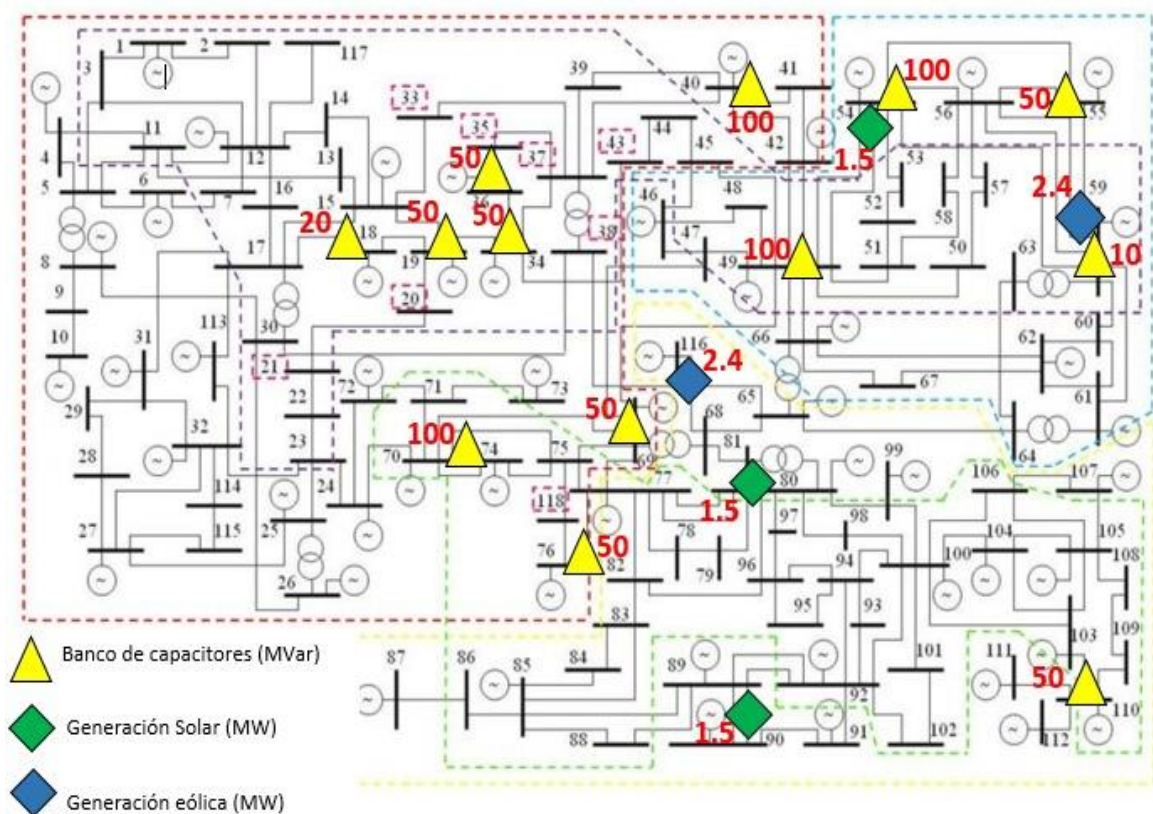 1 2 117
3 14 39 40 41
33 35 37 43 44 45 42
100 54 100 56 50 55
1.5 53
4 11 12 13 50 36
5 6 7 16 15 46 48 52 57 58 2.4 59
20 18 50 50 38 47 100 51 50 63 10
8 17 19 34 49
9 20 66 60
10 31 113 30 21 72 71 73 116 2.4 62 67 61
29 22 50 68 65 64
32 23 100 70 74 75 69 81 99 106 107
28 114 24 118 77 1.5 80 98 104 105
27 115 25 76 50 78 79 97 96 94 100 108
26 82 83 95 93 103 109
87 86 85 84 89 92 101 111 50 110
88 1.5 90 91 102 112
Banco de capacitores (MVar)
Generación Solar (MW)
Generación eólica (MW)